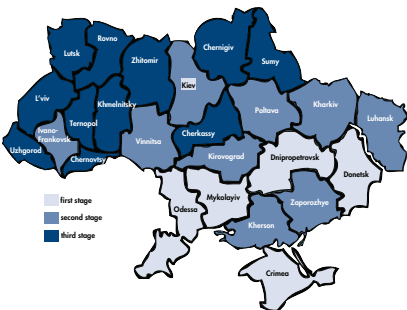 Lutsk
Rovno
Zhitomir
Chernigiv
Sumy
Kiev
L'viv
Khmelnitsky
Ternopol
Ivano-
Frankovsk
Uzhgorod
Chernovtsy
Vinnitsa
Cherkassy
Poltava
Kharkiv
Luhansk
Kirovograd
Dnipropetrovsk
Donetsk
Odessa
Mykolayiv
Zaporozhye
Kherson
Crimea
first stage
second stage
third stage